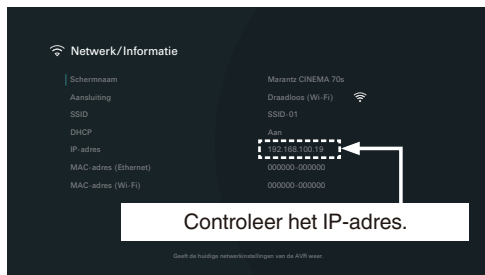 Netwerk/Informatie
Schermnaam Marantz CINEMA 70s
Aansluiting Draadloos (Wi-Fi)
SSID SSID-01
DHCP Aan
IP-adres 192.168.100.19
MAC-adres (Ethernet) 000000-000000
MAC-adres (Wi-Fi) 000000-000000
Controleer het IP-adres.
Geeft de huidige netwerkinstellingen van de AVR weer.